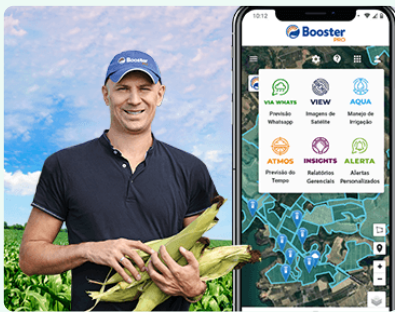 Booster
10:12
Booster
PRO
VIA WHATS
VIEW
AQUA
Previsão
Whatsapp
Imagens de
Satélite
Manejo de
Irrigação
ATMOS
INSIGHTS
ALERTA
Previsão do
Tempo
Relatórios
Gerenciais
Alertas
Personalizados